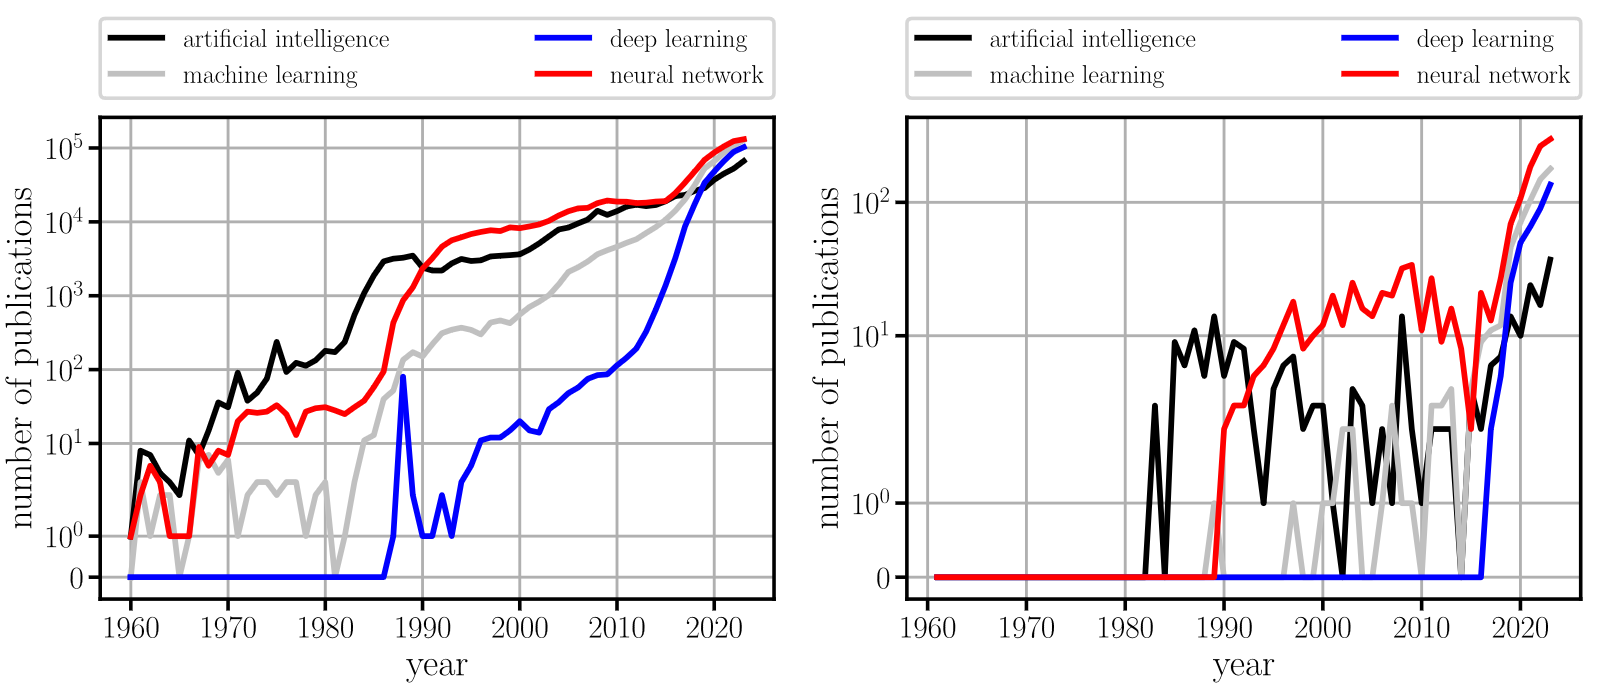 artificial intelligence
machine learning
deep learning
neural network
number of publications
10^5
10^4
10^3
10^2
10^1
10^0
0
1960 1970 1980 1990 2000 2010 2020
year
artificial intelligence
machine learning
deep learning
neural network
number of publications
10^2
10^1
10^0
0
1960 1970 1980 1990 2000 2010 2020
year